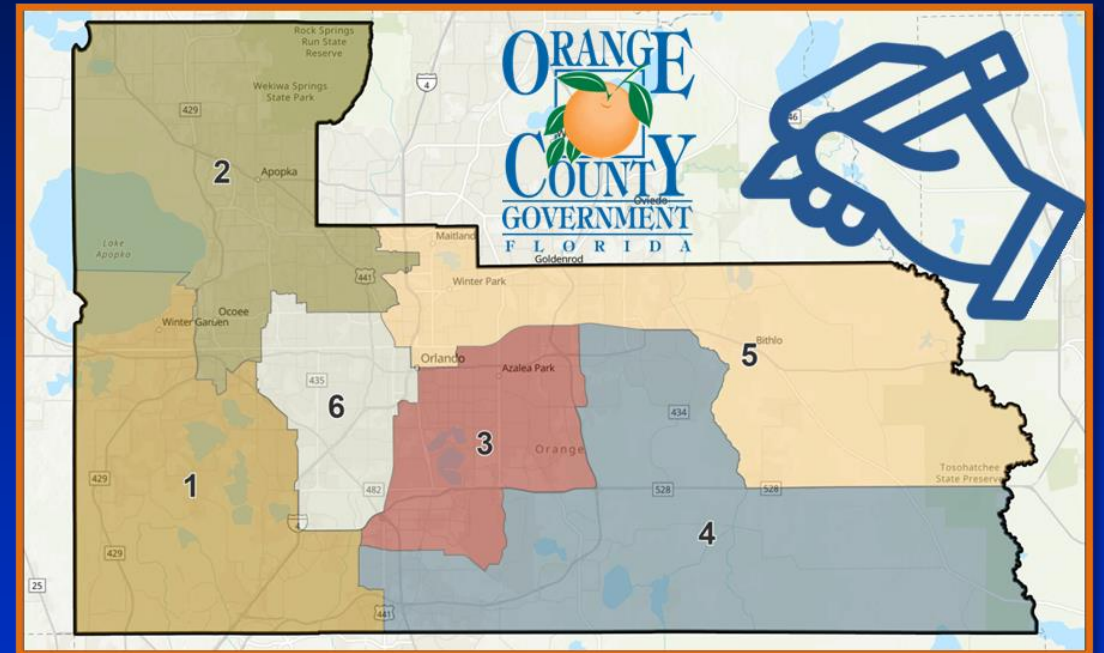 Rock Springs
Run State
Reserve
Wekiwa Springs
State Park
4
ORANGE
COUNTY
GOVERNMENT
FLORIDA
46
429
2
Apopka
Oviedo
Lake
Apopka
Maitland
Goldenrod
441
Winter Park
Ocoee
Winter Garden
Orlando
5
Bithlo
Azalea Park
435
6
434
3
Orange
1
429
482
528
528
Tosohatchee
State Preserve
4
4
429
25
441